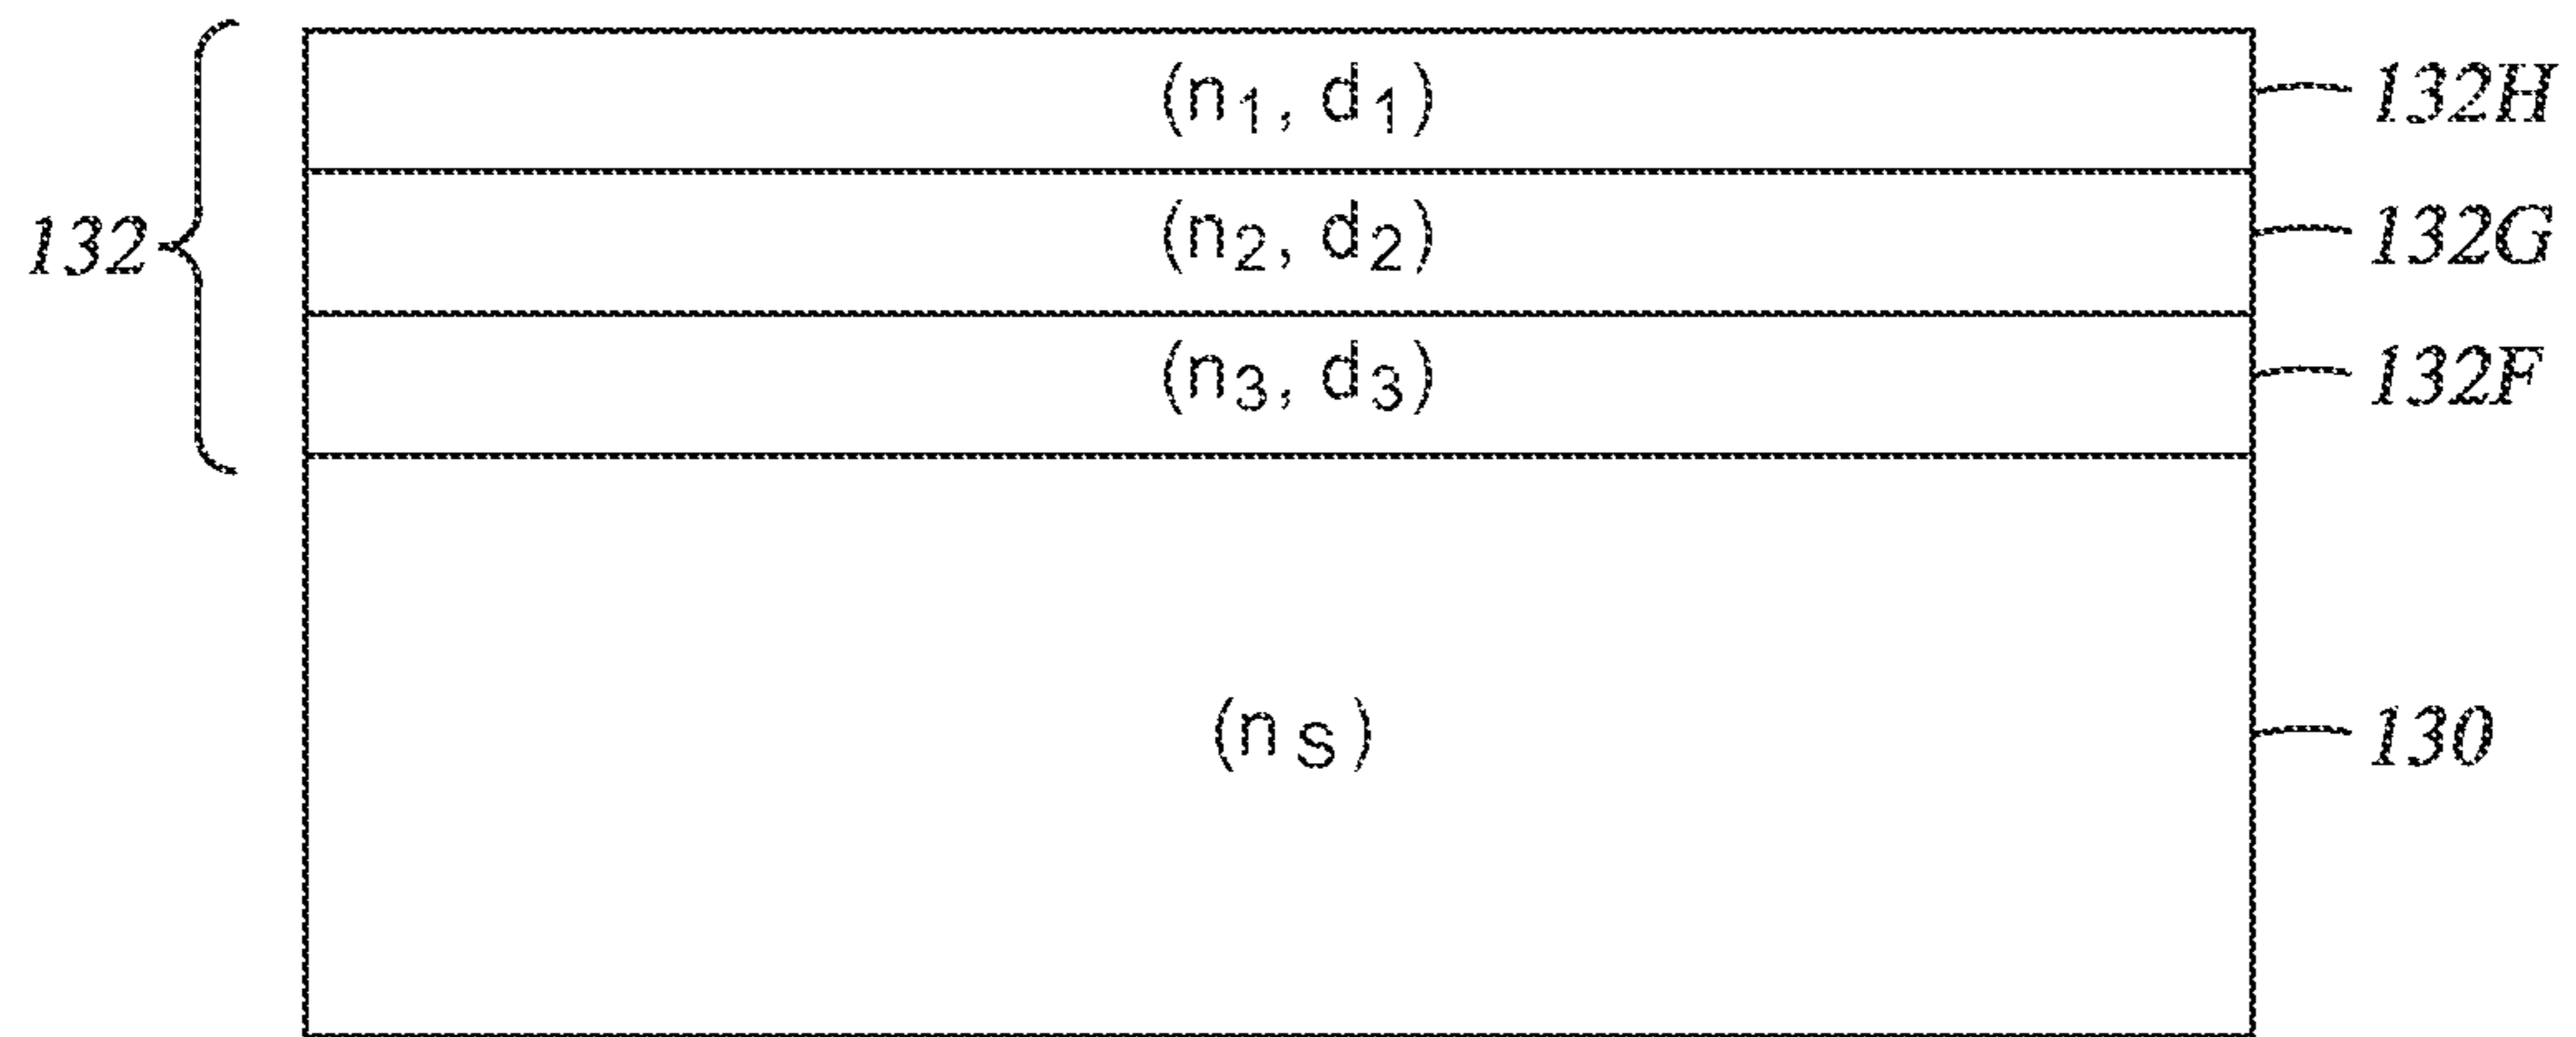 (n1, d1) 132H
132 (n2, d2) 132G
(n3, d3) 132F
(nS) 130